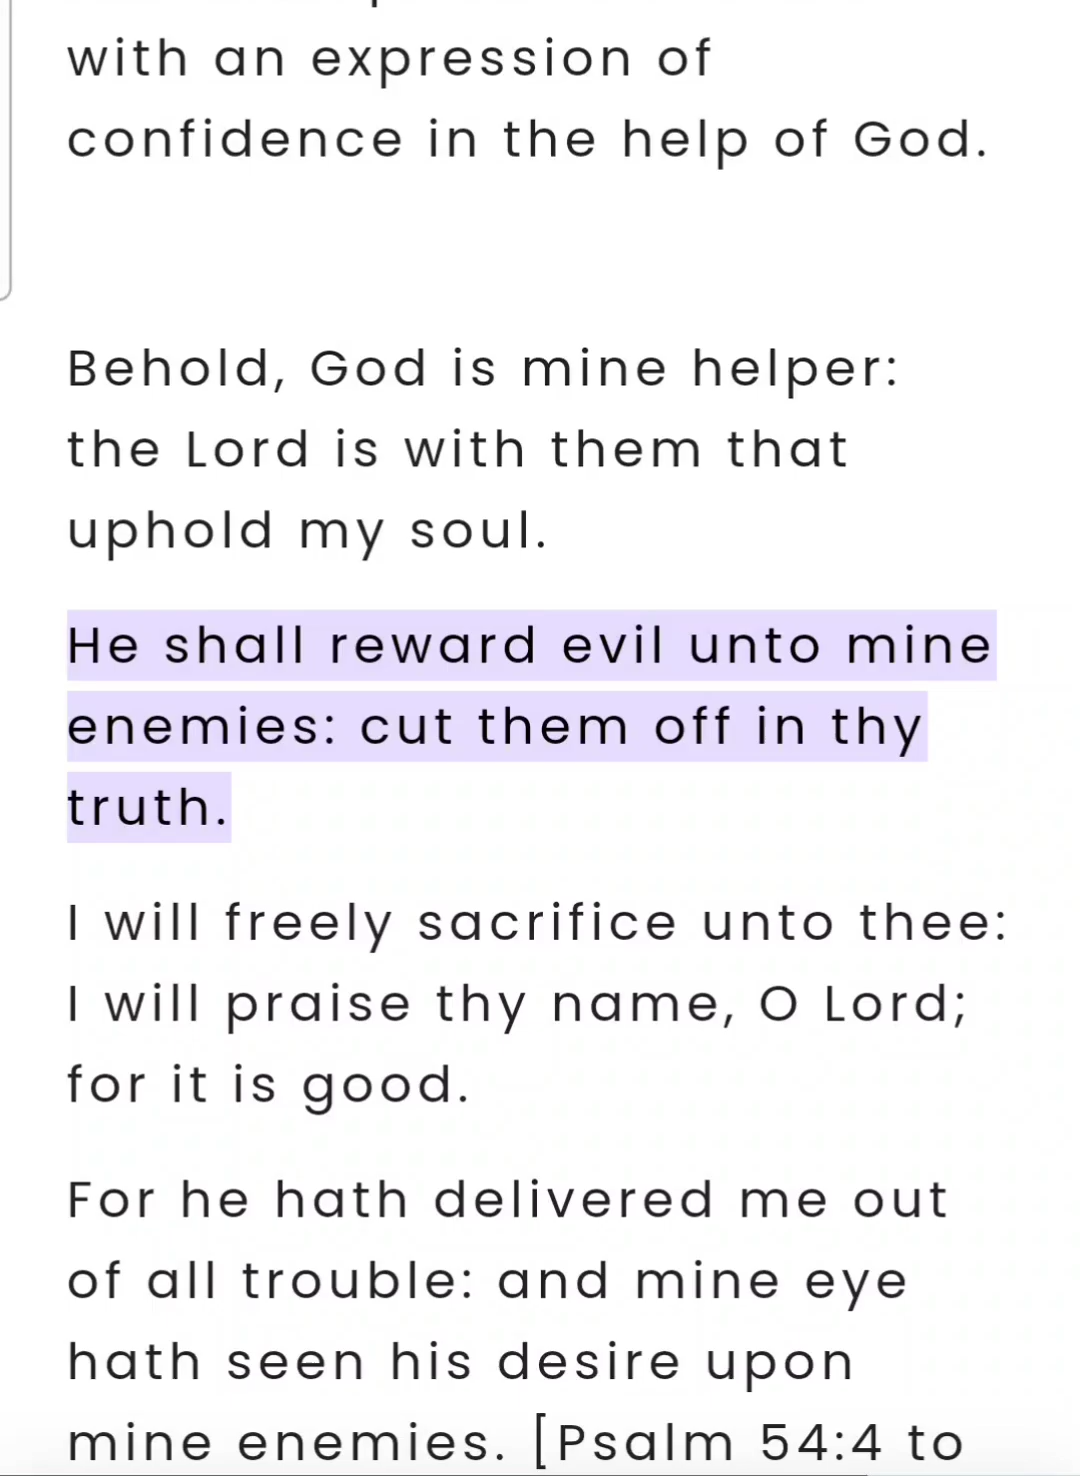 with an expression of
confidence in the help of God.
Behold, God is mine helper:
the Lord is with them that
uphold my soul.
He shall reward evil unto mine
enemies: cut them off in thy
truth.
I will freely sacrifice unto thee:
I will praise thy name, O Lord;
for it is good.
For he hath delivered me out
of all trouble: and mine eye
hath seen his desire upon
mine enemies. [Psalm 54:4 to